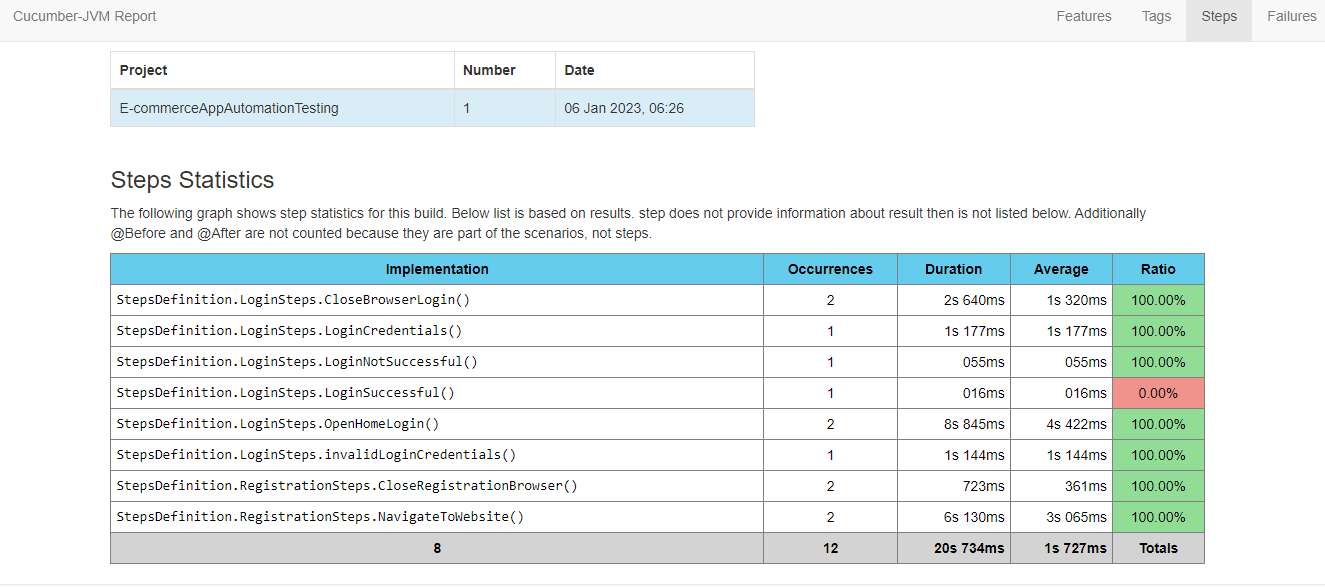 Cucumber-JVM Report Features Tags Steps Failures
Project Number Date
E-commerceAppAutomationTesting 1 06 Jan 2023, 06:26
Steps Statistics
The following graph shows step statistics for this build. Below list is based on results. step does not provide information about result then is not listed below. Additionally
@Before and @After are not counted because they are part of the scenarios, not steps.
Implementation Occurrences Duration Average Ratio
StepsDefinition.LoginSteps.CloseBrowserLogin() 2 2s 640ms 1s 320ms 100.00%
StepsDefinition.LoginSteps.LoginCredentials() 1 1s 177ms 1s 177ms 100.00%
StepsDefinition.LoginSteps.LoginNotSuccessful() 1 055ms 055ms 100.00%
StepsDefinition.LoginSteps.LoginSuccessful() 1 016ms 016ms 0.00%
StepsDefinition.LoginSteps.OpenHomeLogin() 2 8s 845ms 4s 422ms 100.00%
StepsDefinition.LoginSteps.invalidLoginCredentials() 1 1s 144ms 1s 144ms 100.00%
StepsDefinition.RegistrationSteps.CloseRegistrationBrowser() 2 723ms 361ms 100.00%
StepsDefinition.RegistrationSteps.NavigateToWebsite() 2 6s 130ms 3s 065ms 100.00%
8 12 20s 734ms 1s 727ms Totals